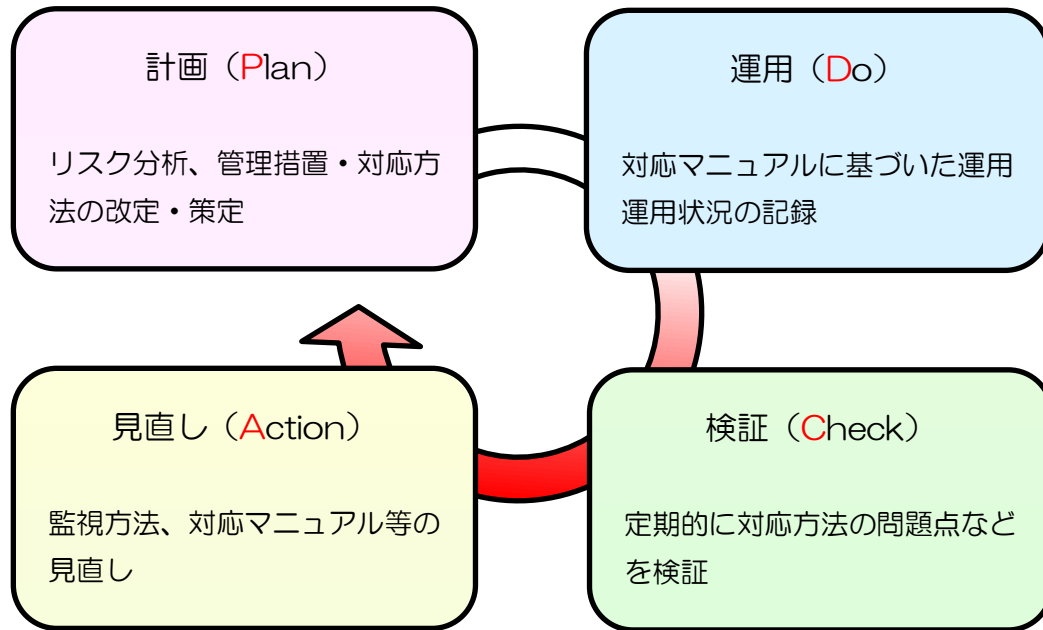 計画（Plan）
リスク分析、管理措置・対応方
法の改定・策定
運用（Do）
対応マニュアルに基づいた運用
運用状況の記録
見直し（Action）
監視方法、対応マニュアル等の
見直し
検証（Check）
定期的に対応方法の問題点など
を検証